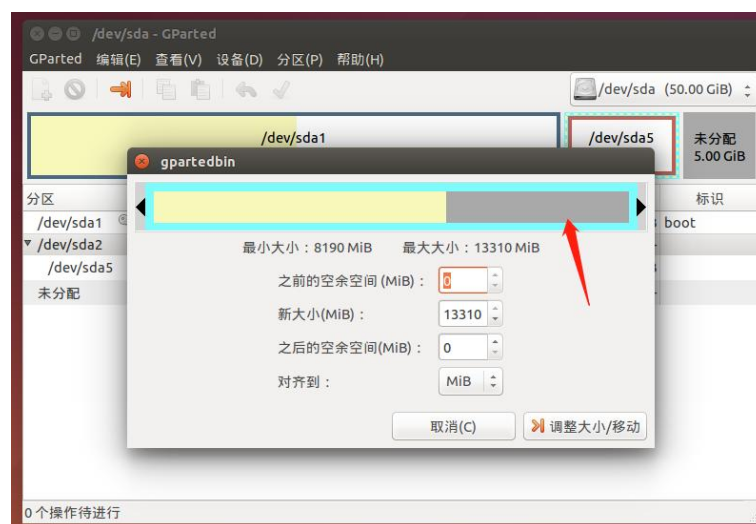 /dev/sda - GParted
GParted 编辑(E) 查看(V) 设备(D) 分区(P) 帮助(H)
/dev/sda (50.00 GiB)
/dev/sda1 /dev/sda5 未分配
5.00 GiB
gpartedbin
分区 标识
/dev/sda1 boot
/dev/sda2
/dev/sda5
未分配
最小大小：8190 MiB 最大大小：13310 MiB
之前的空余空间 (MiB)： 0
新大小(MiB)： 13310
之后的空余空间(MiB)： 0
对齐到： MiB
取消(C) 调整大小/移动
0个操作待进行